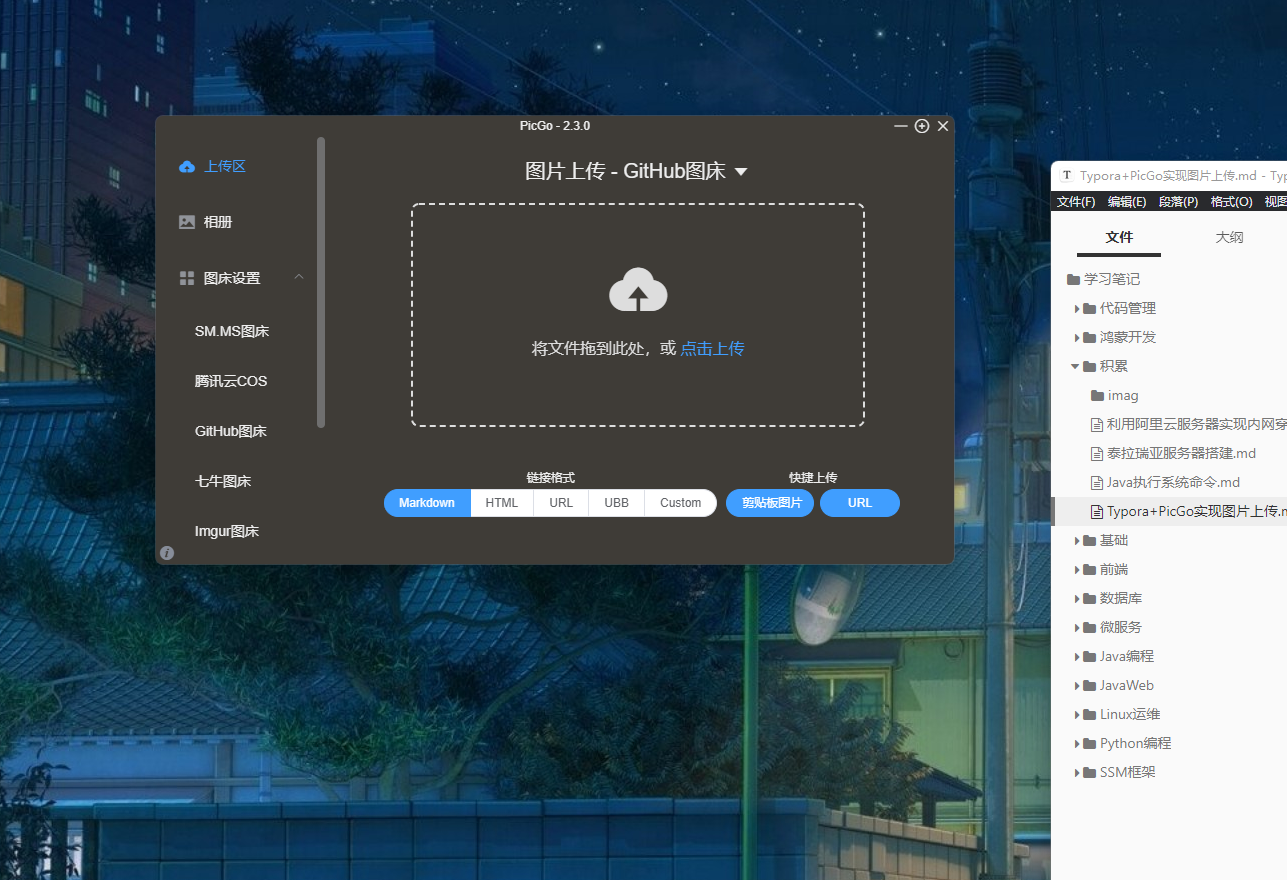 PicGo - 2.3.0
上传区
相册
图床设置
SM.MS图床
腾讯云COS
GitHub图床
七牛图床
Imgur图床
图片上传 - GitHub图床
将文件拖到此处，或 点击上传
链接格式
快捷上传
Markdown HTML URL UBB Custom 剪贴板图片 URL
Typora+PicGo实现图片上传.md - Typ
文件(F) 编辑(E) 段落(P) 格式(O) 视图
文件 大纲
学习笔记
代码管理
鸿蒙开发
积累
imag
利用阿里云服务器实现内网穿
泰拉瑞亚服务器搭建.md
Java执行系统命令.md
Typora+PicGo实现图片上传.m
基础
前端
数据库
微服务
Java编程
JavaWeb
Linux运维
Python编程
SSM框架